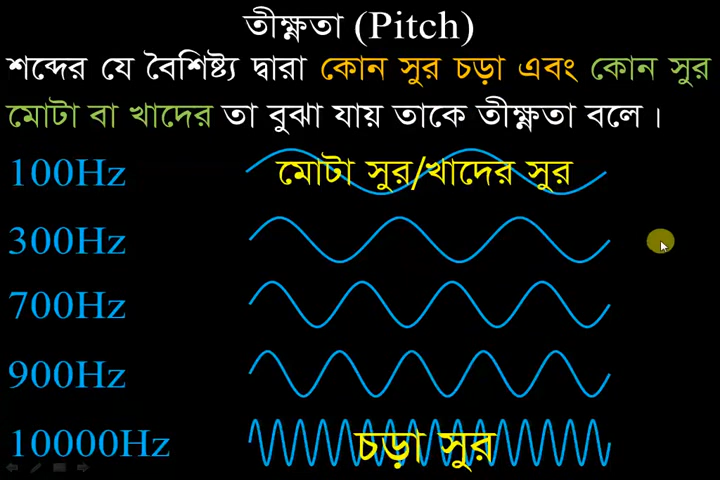 তীক্ষ্ণতা (Pitch)
শব্দের যে বৈশিষ্ট্য দ্বারা কোন সুর চড়া এবং কোন সুর
মোটা বা খাদের তা বুঝা যায় তাকে তীক্ষ্ণতা বলে ।
100Hz মোটা সুর/খাদের সুর
300Hz
700Hz
900Hz
10000Hz চড়া সুর